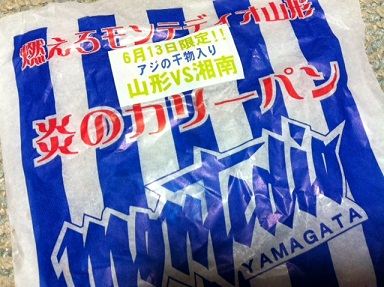 燃えろモンテディオ山形
6月13日限定!!
アジの干物入り
山形VS湘南
炎のカリーパン
montedio
YAMAGATA